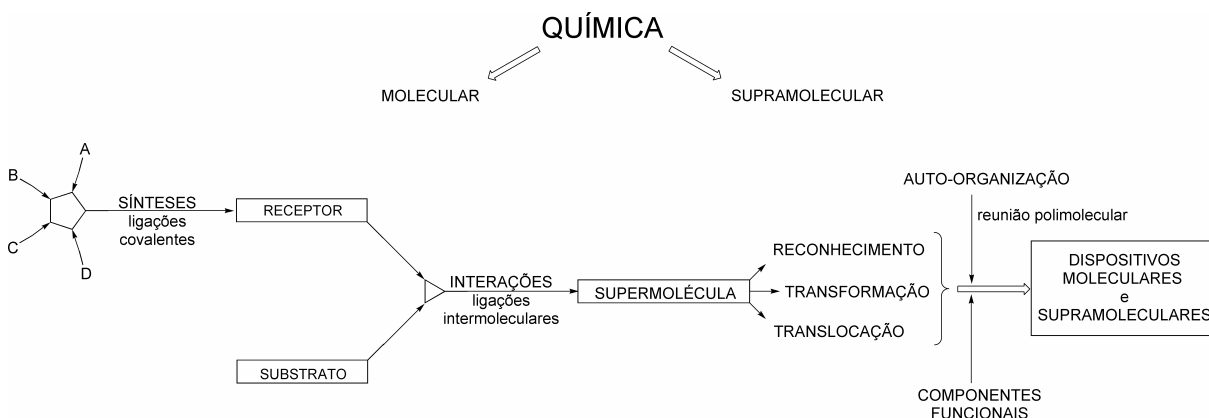 QUÍMICA
MOLECULAR
SUPRAMOLECULAR
A
B
C
D
SÍNTESES
ligações
covalentes
RECEPTOR
SUBSTRATO
INTERAÇÕES
ligações
intermoleculares
SUPERMOLÉCULA
RECONHECIMENTO
TRANSFORMAÇÃO
TRANSLOCAÇÃO
AUTO-ORGANIZAÇÃO
reunião polimolecular
COMPONENTES
FUNCIONAIS
DISPOSITIVOS
MOLECULARES
e
SUPRAMOLECULARES